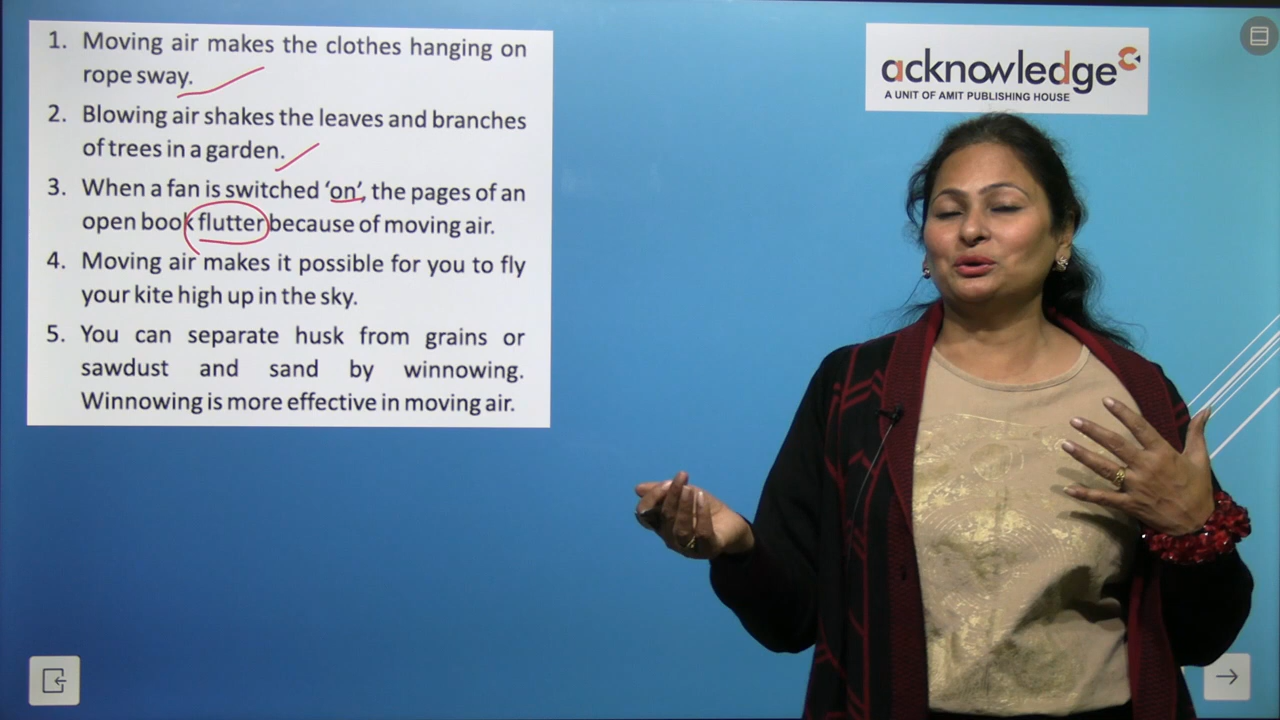 1. Moving air makes the clothes hanging on
rope sway.
2. Blowing air shakes the leaves and branches
of trees in a garden.
3. When a fan is switched ‘on’, the pages of an
open book flutter because of moving air.
4. Moving air makes it possible for you to fly
your kite high up in the sky.
5. You can separate husk from grains or
sawdust and sand by winnowing.
Winnowing is more effective in moving air.
acknowledge
A UNIT OF AMIT PUBLISHING HOUSE